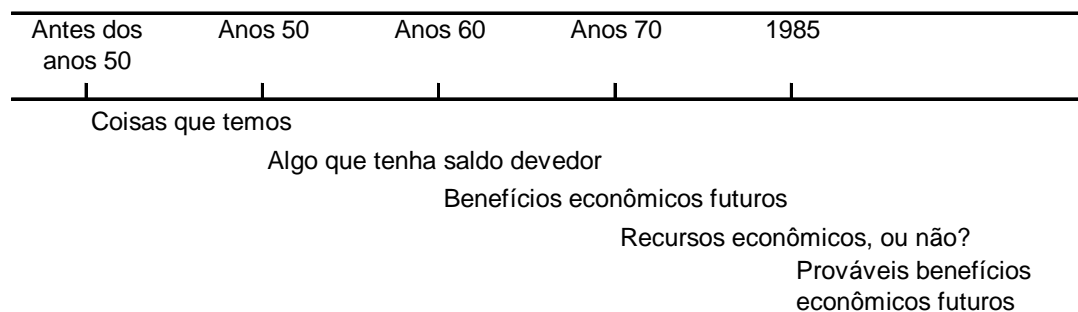 Antes dos Anos 50 Anos 60 Anos 70 1985
anos 50
Coisas que temos
Algo que tenha saldo devedor
Benefícios econômicos futuros
Recursos econômicos, ou não?
Prováveis benefícios
econômicos futuros